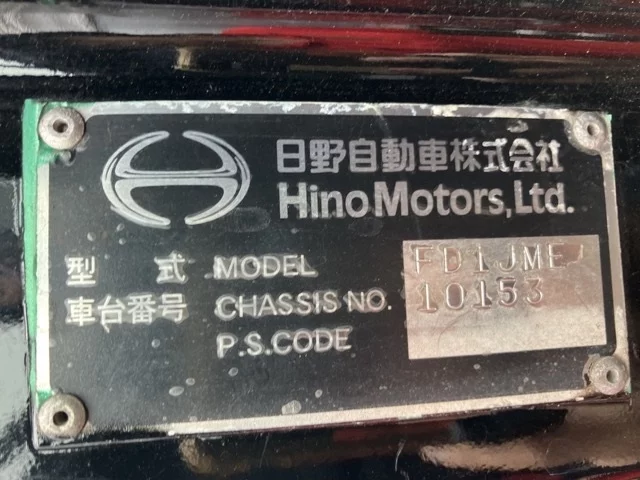 日野自動車株式会社
Hino Motors, Ltd.
型 式 MODEL FD1JME
車台番号 CHASSIS NO. 10153
P.S.CODE